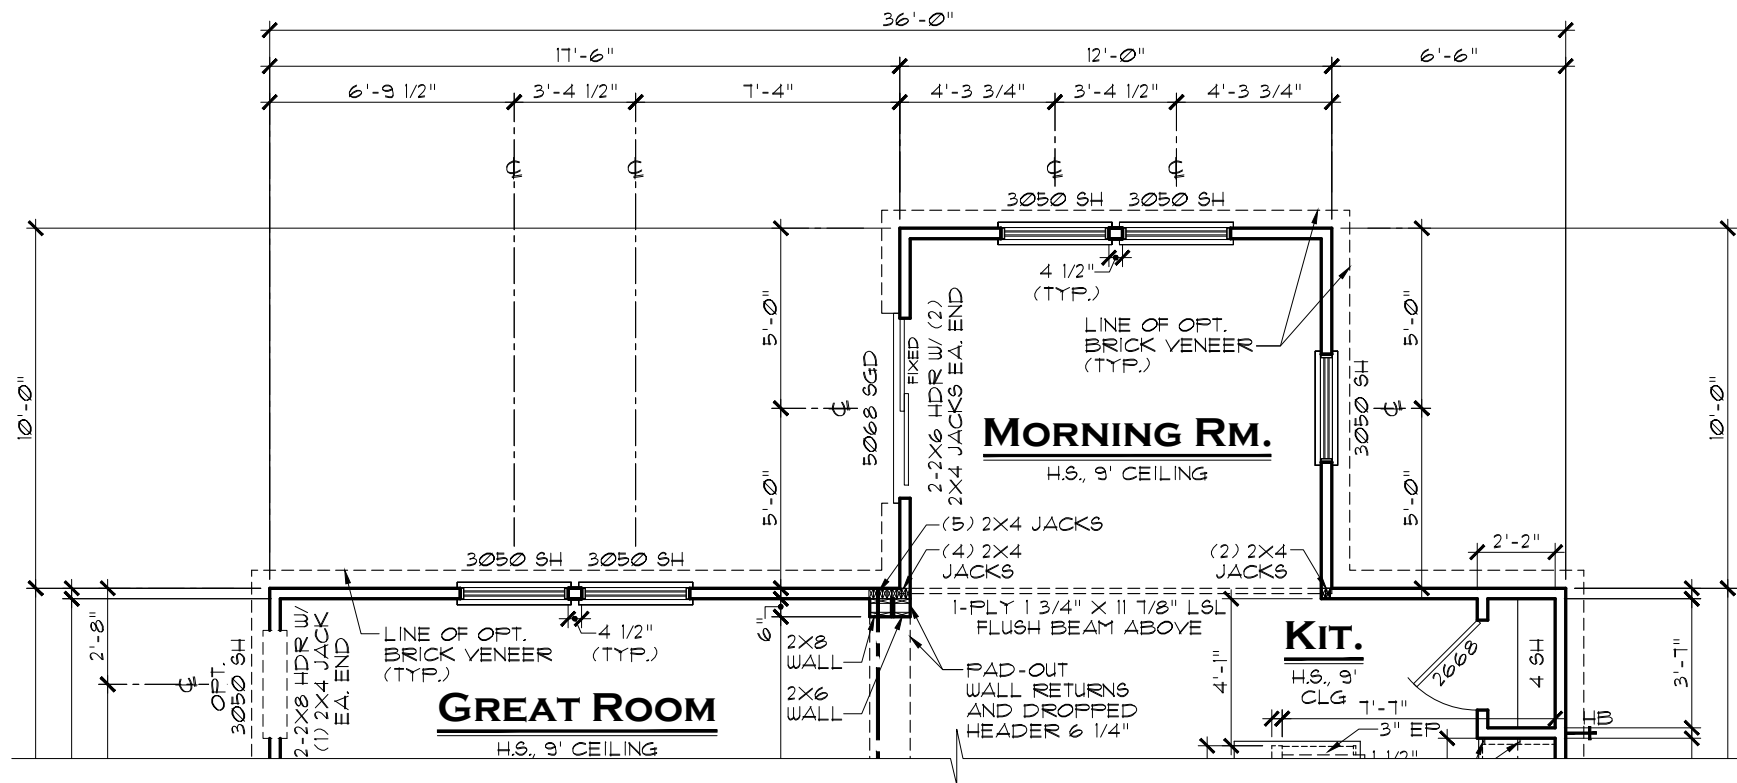 36'-0"
17'-6"
12'-0"
6'-6"
6'-9 1/2"
3'-4 1/2"
7'-4"
4'-3 3/4"
3'-4 1/2"
4'-3 3/4"
℄
℄
℄
℄
3050 SH
3050 SH
4 1/2"
(TYP.)
LINE OF OPT.
BRICK VENEER
(TYP.)
10'-0"
5'-0"
℄
5'-0"
5068 SGD
FIXED
2-2X6 HDR W/ (2)
2X4 JACKS EA. END
MORNING RM.
H.S., 9' CEILING
3050 SH
℄
5'-0"
5'-0"
10'-0"
(5) 2X4 JACKS
(4) 2X4
JACKS
(2) 2X4
JACKS
2'-2"
3050 SH
3050 SH
1-PLY 1 3/4" X 11 7/8" LSL
FLUSH BEAM ABOVE
2'-8"
℄
OPT.
3050 SH
2-2X8 HDR W/
(1) 2X4 JACK
EA. END
LINE OF OPT.
BRICK VENEER
(TYP.)
4 1/2"
(TYP.)
6"
2X8
WALL
2X6
WALL
PAD-OUT
WALL RETURNS
AND DROPPED
HEADER 6 1/4"
GREAT ROOM
H.S., 9' CEILING
4'-1"
KIT.
H.S., 9'
CLG
2668
4 SH
3'-7"
7'-7"
3" EP
HB
1 1/2"